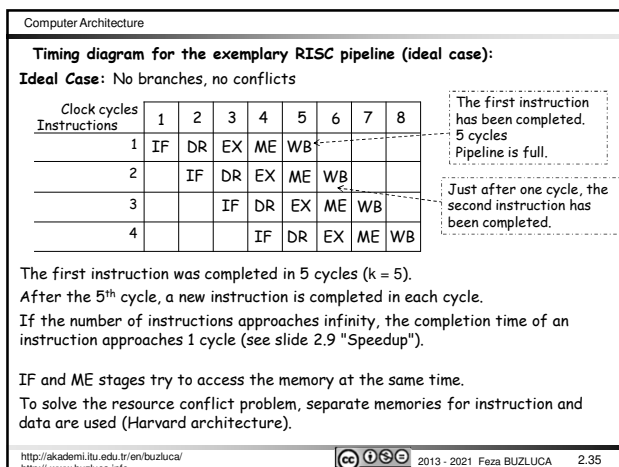 Computer Architecture
Timing diagram for the exemplary RISC pipeline (ideal case):
Ideal Case: No branches, no conflicts
Clock cycles 1 2 3 4 5 6 7 8
Instructions
1 IF DR EX ME WB
2 IF DR EX ME WB
3 IF DR EX ME WB
4 IF DR EX ME WB
The first instruction
has been completed.
5 cycles
Pipeline is full.
Just after one cycle, the
second instruction has
been completed.
The first instruction was completed in 5 cycles (k = 5).
After the 5th cycle, a new instruction is completed in each cycle.
If the number of instructions approaches infinity, the completion time of an
instruction approaches 1 cycle (see slide 2.9 "Speedup").
IF and ME stages try to access the memory at the same time.
To solve the resource conflict problem, separate memories for instruction and
data are used (Harvard architecture).
http://akademi.itu.edu.tr/en/buzluca/
http://www.buzluca.info
cc 2013 - 2021 Feza BUZLUCA 2.35